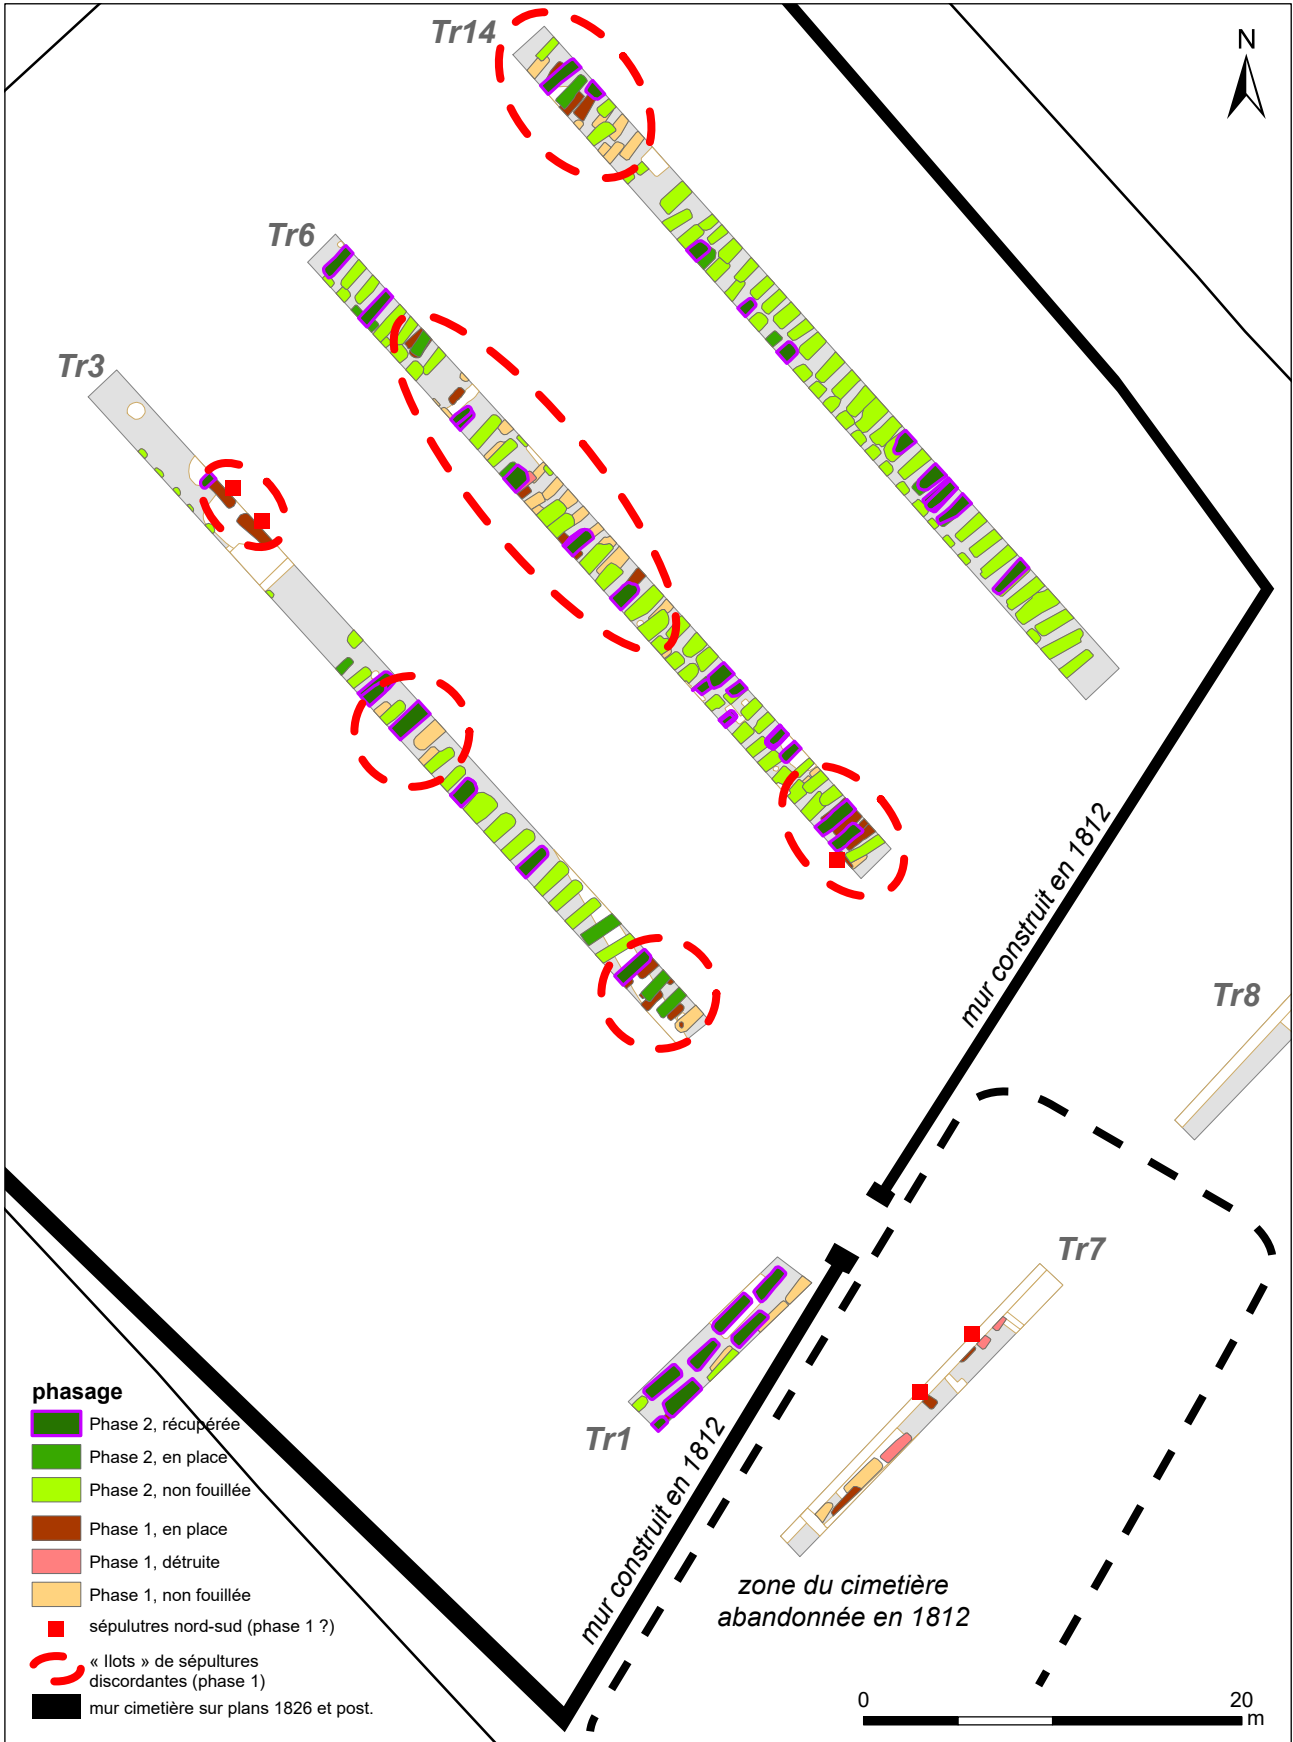 Tr14
N
Tr6
Tr3
mur construit en 1812
Tr8
Tr7
Tr1
mur construit en 1812
zone du cimetière
abandonnée en 1812
phasage
Phase 2, récupérée
Phase 2, en place
Phase 2, non fouillée
Phase 1, en place
Phase 1, détruite
Phase 1, non fouillée
sépulutres nord-sud (phase 1 ?)
« Ilots » de sépultures
discordantes (phase 1)
mur cimetière sur plans 1826 et post.
0 20
m